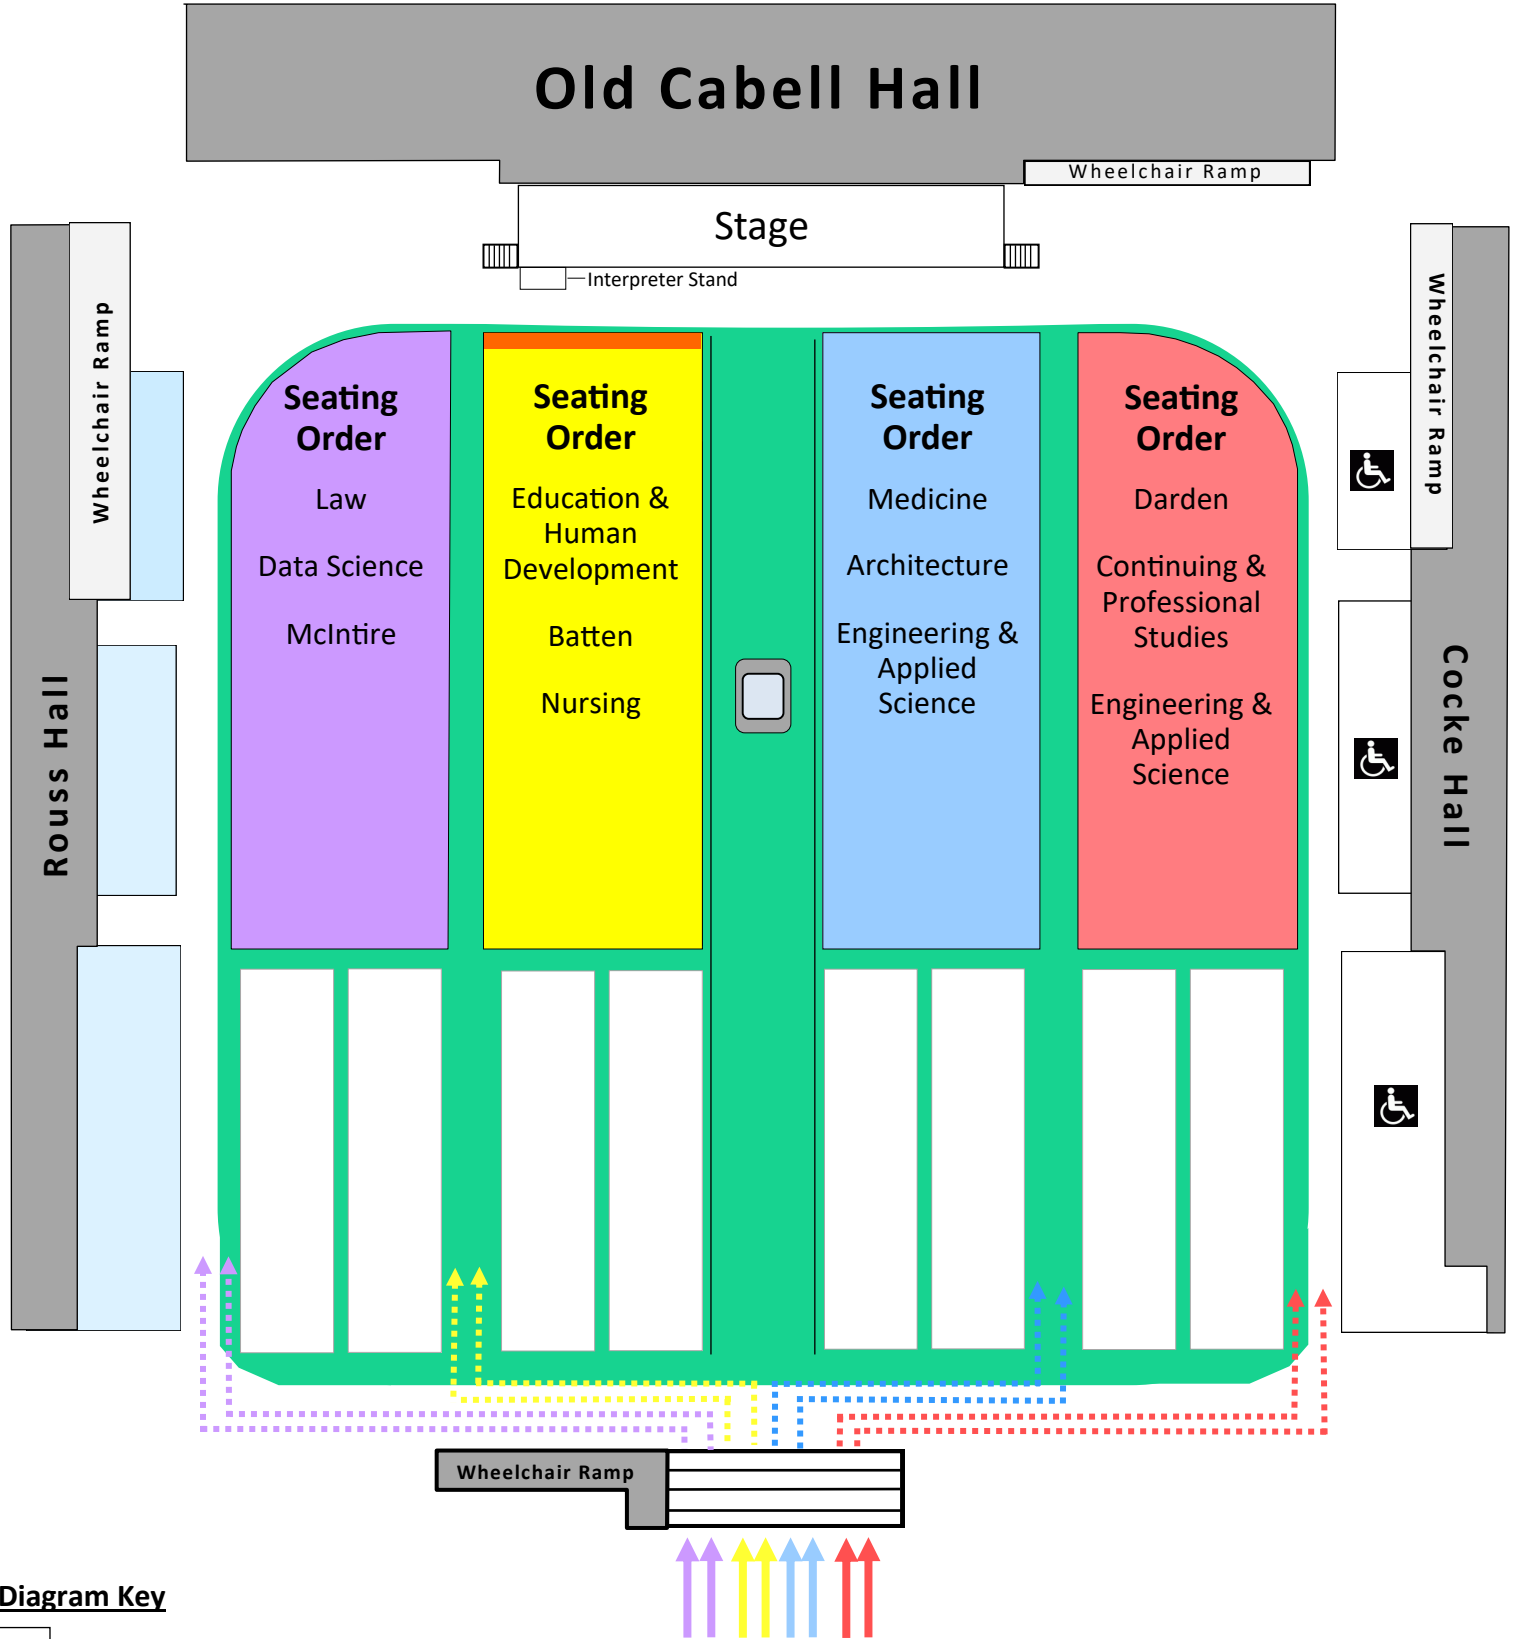 Old Cabell Hall
Wheelchair Ramp
Stage
Interpreter Stand
Wheelchair Ramp
Rouss Hall
Seating
Order
Law
Data Science
McIntire
Seating
Order
Education &
Human
Development
Batten
Nursing
Seating
Order
Medicine
Architecture
Engineering &
Applied
Science
Seating
Order
Darden
Continuing &
Professional
Studies
Engineering &
Applied
Science
Wheelchair Ramp
Cocke Hall
Wheelchair Ramp
Diagram Key